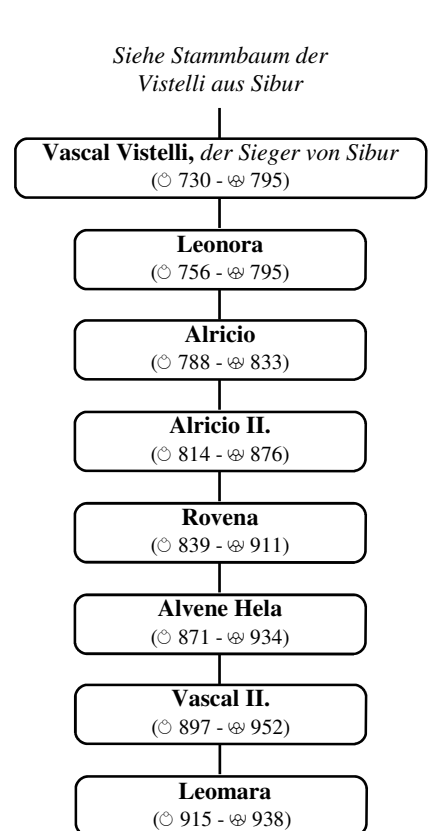 Siehe Stammbaum der
Vistelli aus Sibur
Vascal Vistelli, der Sieger von Sibur
(🥚 730 - ☸ 795)
Leonora
(🥚 756 - ☸ 795)
Alricio
(🥚 788 - ☸ 833)
Alricio II.
(🥚 814 - ☸ 876)
Rovena
(🥚 839 - ☸ 911)
Alvene Hela
(🥚 871 - ☸ 934)
Vascal II.
(🥚 897 - ☸ 952)
Leomara
(🥚 915 - ☸ 938)